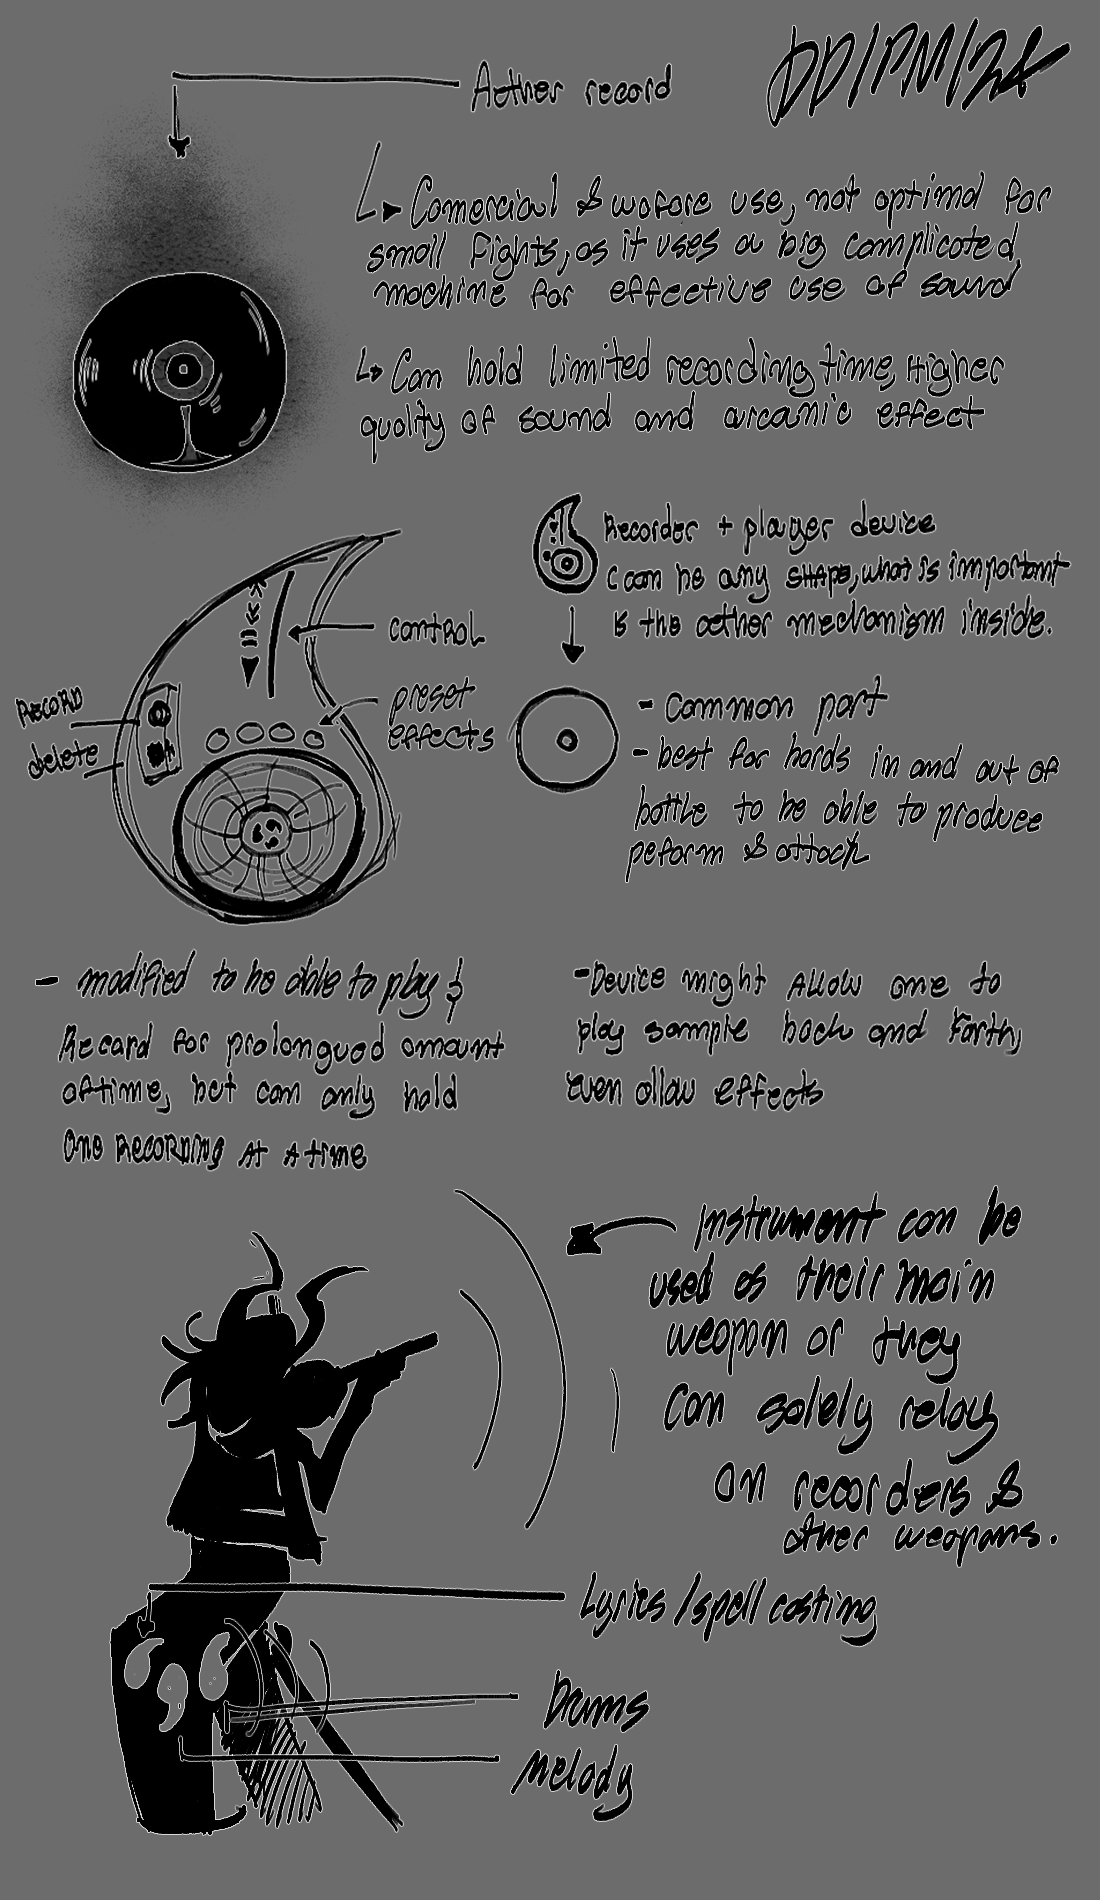 Aether record
Comercial & wofore use, not optimal for
small fights, as it uses a big complicated
machine for effective use of sound
Can hold limited recording time, Higher
quality of sound and arcanic effect
Recorder + player device
can be any SHAPE, what is important
is the aether mechanism inside.
CONTROL
RECORD
delete
preset
effects
- Common part
- best for bards in and out of
battle to be able to produce
peform & attack
- modified to be able to play &
Record for prolongued amount
of time, but can only hold
One RECORNING AT A time
- Device might ALLOW one to
play sample back and forth,
even allow effects
Instrument can be
used as their main
weapon or they
Can solely relay
on recorders &
other weapons.
Lyrics / spell casting
Drums
Melody